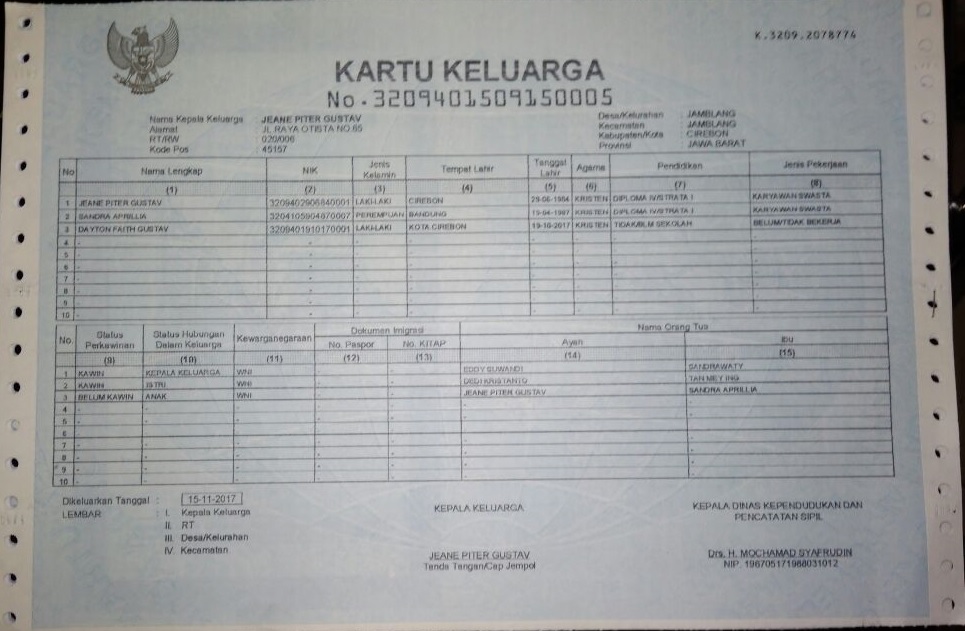 K.3209.2078774
KARTU KELUARGA
No. 3209401509150005
Nama Kepala Keluarga : JEANE PITER GUSTAV
Alamat : JL RAYA OTISTA NO 65
RT/RW : 020/006
Kode Pos : 45157
Desa/Kelurahan : JAMBLANG
Kecamatan : JAMBLANG
Kabupaten/Kota : CIREBON
Provinsi : JAWA BARAT
No Nama Lengkap NIK Jenis Kelamin Tempat Lahir Tanggal Lahir Agama Pendidikan Jenis Pekerjaan
(1) (2) (3) (4) (5) (6) (7) (8)
1 JEANE PITER GUSTAV 3209402906840001 LAKI-LAKI CIREBON 29-06-1984 KRISTEN DIPLOMA IV/STRATA I KARYAWAN SWASTA
2 SANDRA APRILLIA PEREMPUAN BANDUNG KRISTEN DIPLOMA IV/STRATA I KARYAWAN SWASTA
3 DAYTON FAITH GUSTAV 3209401910170001 LAKI-LAKI KOTA CIREBON 19-10-2017 KRISTEN TIDAK/BLM SEKOLAH BELUM/TIDAK BEKERJA
4 - - - - - - - -
5 - - - - - - - -
6 - - - - - - - -
7 - - - - - - - -
8 - - - - - - - -
9 - - - - - - - -
10 - - - - - - - -
No. Status Perkawinan Status Hubungan Dalam Keluarga Kewarganegaraan Dokumen Imigrasi Nama Orang Tua
No. Paspor No. KITAP Ayah Ibu
(9) (10) (11) (12) (13) (14) (15)
1 KAWIN KEPALA KELUARGA WNI - - EDDY SUWANDI SANDRAWATY
2 KAWIN ISTRI WNI - - DEDI KRISTANTO TAN MEY ING
3 BELUM KAWIN ANAK WNI - - JEANE PITER GUSTAV SANDRA APRILLIA
4 - - - - - - -
5 - - - - - - -
6 - - - - - - -
7 - - - - - - -
8 - - - - - - -
9 - - - - - - -
10 - - - - - - -
Dikeluarkan Tanggal : 15-11-2017
LEMBAR : I. Kepala Keluarga
II. RT
III. Desa/Kelurahan
IV. Kecamatan
KEPALA KELUARGA
JEANE PITER GUSTAV
Tanda Tangan/Cap Jempol
KEPALA DINAS KEPENDUDUKAN DAN
PENCATATAN SIPIL
Drs. H. MOCHAMAD SYAFRUDIN
NIP. 196705171988031012